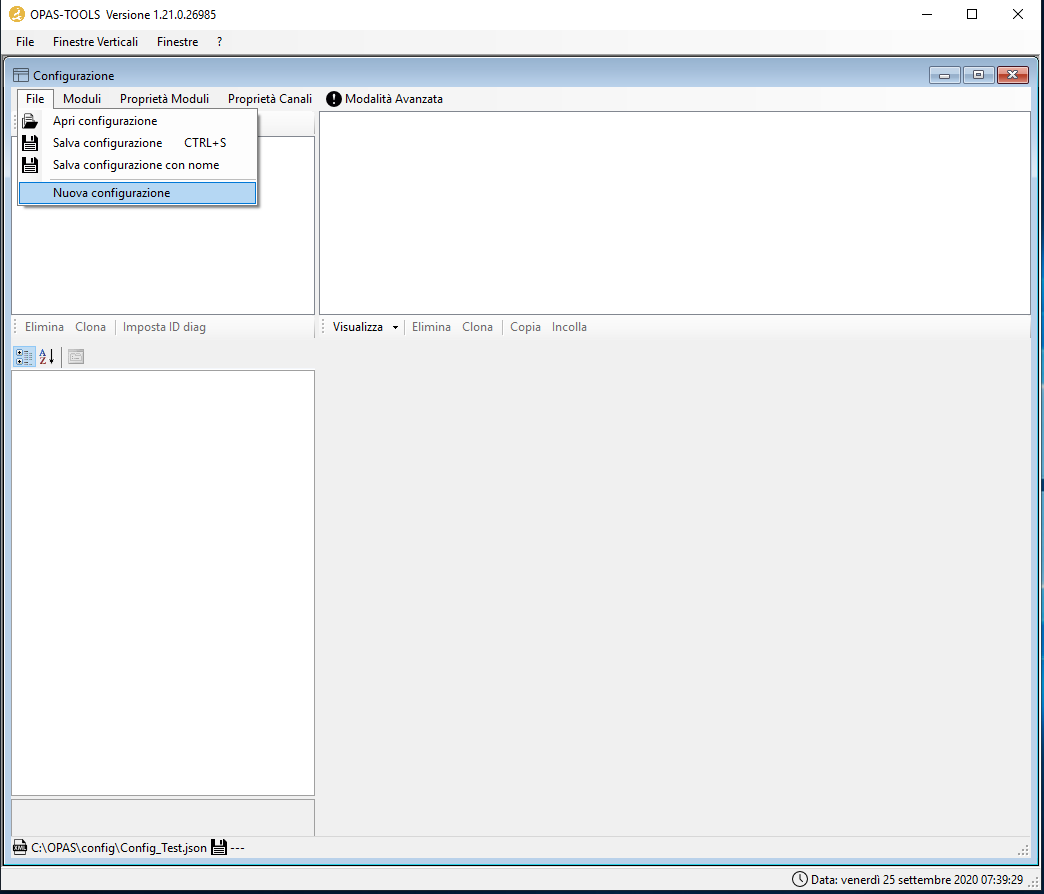 OPAS-TOOLS Versione 1.21.0.26985
File Finestre Verticali Finestre ?
Configurazione
File Moduli Proprietà Moduli Proprietà Canali Modalità Avanzata
Apri configurazione
Salva configurazione CTRL+S
Salva configurazione con nome
Nuova configurazione
Elimina Clona Imposta ID diag
Visualizza Elimina Clona Copia Incolla
A
Z
XML C:\OPAS\config\Config_Test.json ---
Data: venerdì 25 settembre 2020 07:39:29